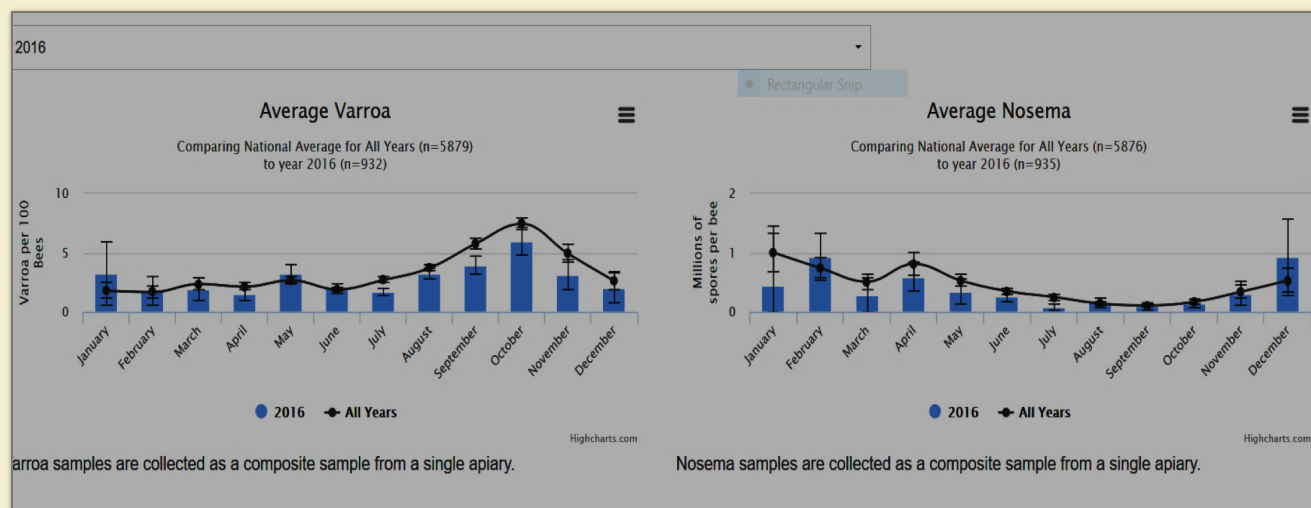 2016
Rectangular Snip
Average Varroa
Comparing National Average for All Years (n=5879)
to year 2016 (n=932)
Varroa per 100
Bees
10
5
0
January
February
March
April
May
June
July
August
September
October
November
December
2016
All Years
Highcharts.com
arroa samples are collected as a composite sample from a single apiary.
Average Nosema
Comparing National Average for All Years (n=5876)
to year 2016 (n=935)
Millions of
spores per bee
2
1
0
January
February
March
April
May
June
July
August
September
October
November
December
2016
All Years
Highcharts.com
Nosema samples are collected as a composite sample from a single apiary.